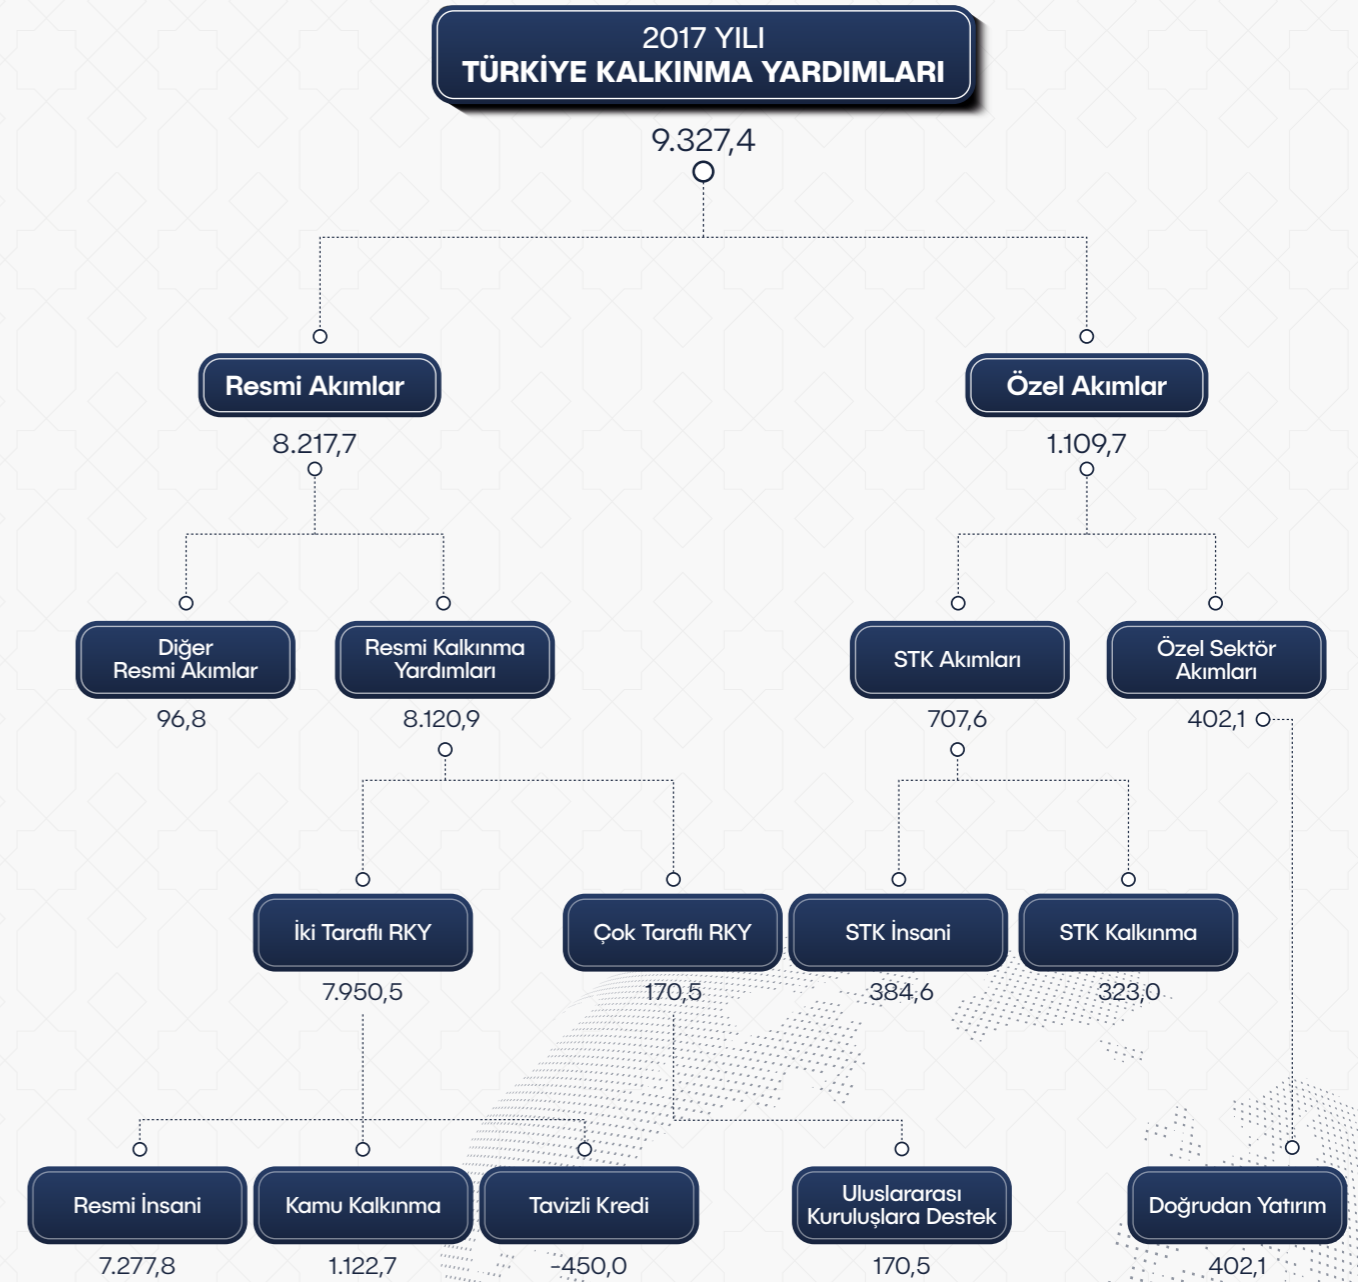 2017 YILI
TÜRKİYE KALKINMA YARDIMLARI
9.327,4
Resmi Akımlar
8.217,7
Özel Akımlar
1.109,7
Diğer
Resmi Akımlar
96,8
Resmi Kalkınma
Yardımları
8.120,9
STK Akımları
707,6
Özel Sektör
Akımları
402,1
İki Taraflı RKY
7.950,5
Çok Taraflı RKY
170,5
STK İnsani
384,6
STK Kalkınma
323,0
Resmi İnsani
7.277,8
Kamu Kalkınma
1.122,7
Tavizli Kredi
-450,0
Uluslararası
Kuruluşlara Destek
170,5
Doğrudan Yatırım
402,1